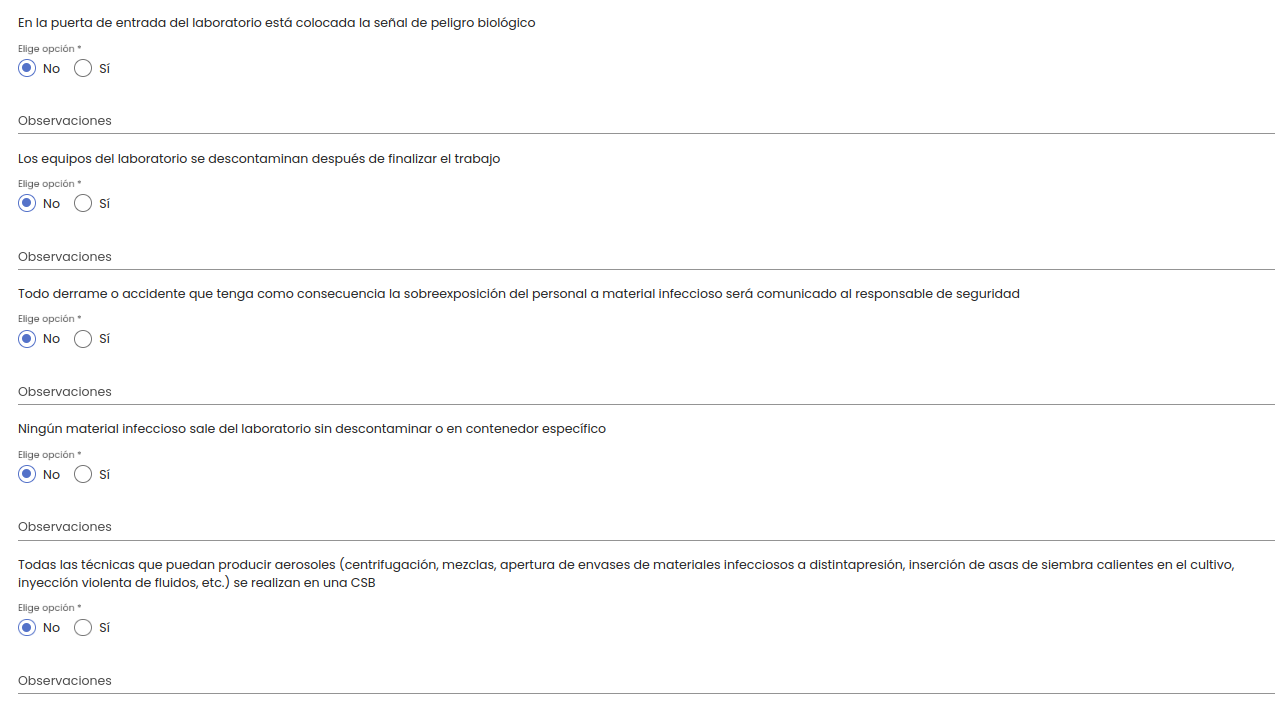 En la puerta de entrada del laboratorio está colocada la señal de peligro biológico
Elige opción *
No Sí
Observaciones
Los equipos del laboratorio se descontaminan después de finalizar el trabajo
Elige opción *
No Sí
Observaciones
Todo derrame o accidente que tenga como consecuencia la sobreexposición del personal a material infeccioso será comunicado al responsable de seguridad
Elige opción *
No Sí
Observaciones
Ningún material infeccioso sale del laboratorio sin descontaminar o en contenedor específico
Elige opción *
No Sí
Observaciones
Todas las técnicas que puedan producir aerosoles (centrifugación, mezclas, apertura de envases de materiales infecciosos a distintapresión, inserción de asas de siembra calientes en el cultivo,
inyección violenta de fluidos, etc.) se realizan en una CSB
Elige opción *
No Sí
Observaciones